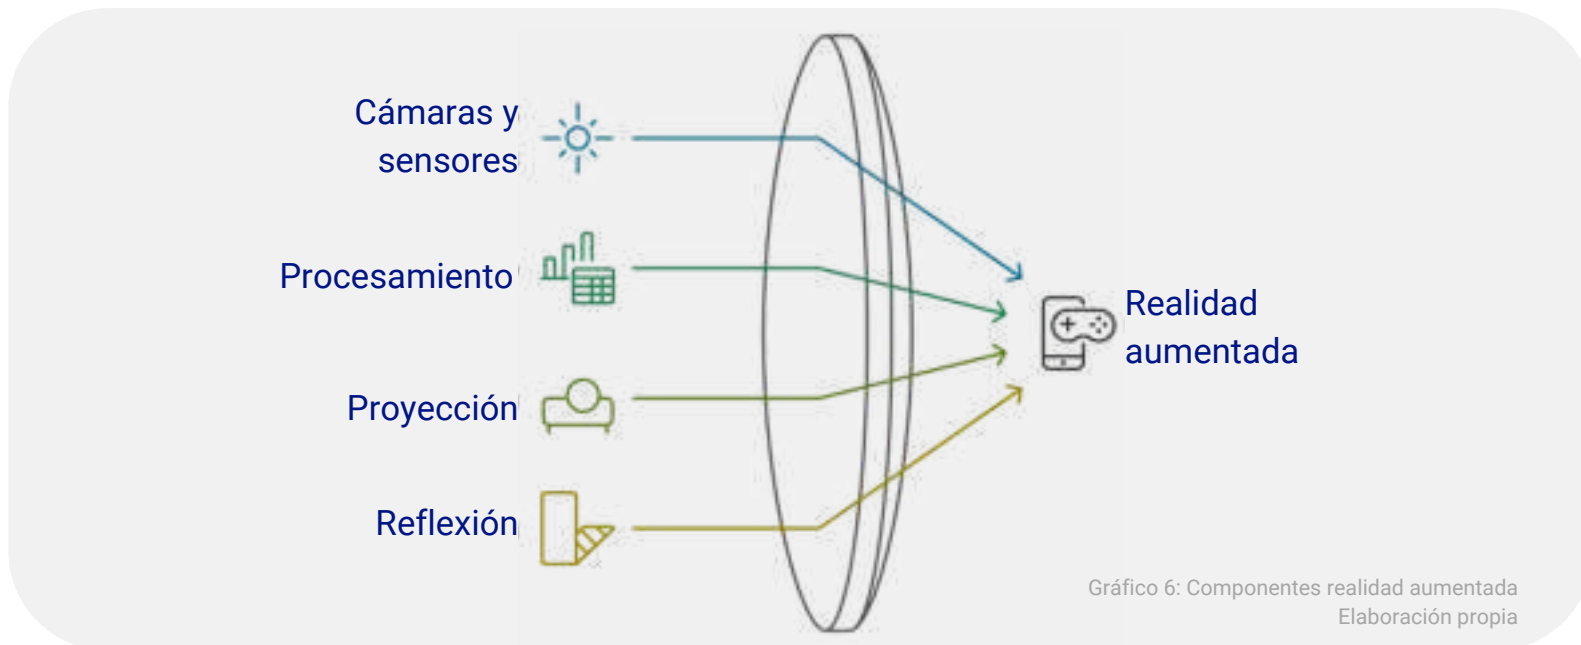 Cámaras y
sensores
Procesamiento
Proyección
Reflexión
Realidad
aumentada
Gráfico 6: Componentes realidad aumentada
Elaboración propia